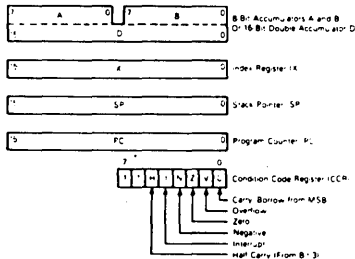 7 A 0 7 B 0 8 Bit Accumulators A and B
15 D 0 Or 16 Bit Double Accumulator D
15 X 0 Index Register IX
SP 0 Stack Pointer SP
15 PC 0 Program Counter PC
7 0
1 1 H I N Z V C Condition Code Register (CCR)
Carry Borrow from MSB
Overflow
Zero
Negative
Interrupt
Half Carry (From Bit 3)